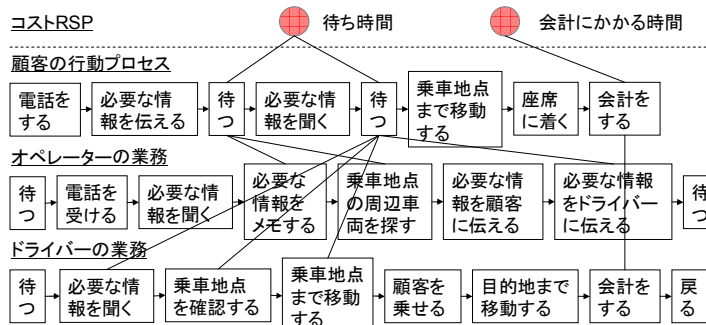 コストRSP
待ち時間
会計にかかる時間
顧客の行動プロセス
電話を
する
必要な情
報を伝える
待
つ
必要な情
報を聞く
待
つ
乗車地点
まで移動
する
座席
に着く
会計を
する
オペレーターの業務
待
つ
電話を
受ける
必要な情
報を聞く
必要な
情報を
メモする
乗車地点
の周辺車
両を探す
必要な情
報を顧客
に伝える
必要な情報
をドライバー
に伝える
待
つ
ドライバーの業務
待
つ
必要な情
報を聞く
乗車地点
を確認する
乗車地点
まで移動
する
顧客を
乗せる
目的地まで
移動する
会計を
する
戻
る